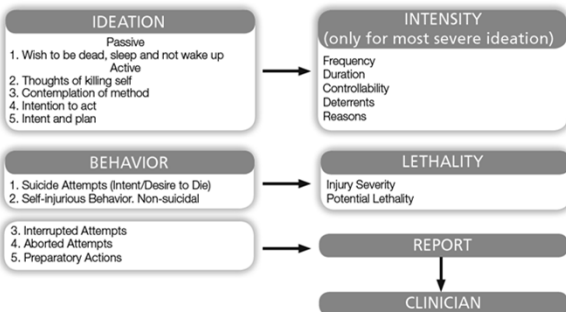 IDEATION
Passive
1. Wish to be dead, sleep and not wake up
Active
2. Thoughts of killing self
3. Contemplation of method
4. Intention to act
5. Intent and plan
INTENSITY
(only for most severe ideation)
Frequency
Duration
Controllability
Deterrents
Reasons
BEHAVIOR
1. Suicide Attempts (Intent/Desire to Die)
2. Self-injurious Behavior. Non-suicidal
LETHALITY
Injury Severity
Potential Lethality
3. Interrupted Attempts
4. Aborted Attempts
5. Preparatory Actions
REPORT
CLINICIAN